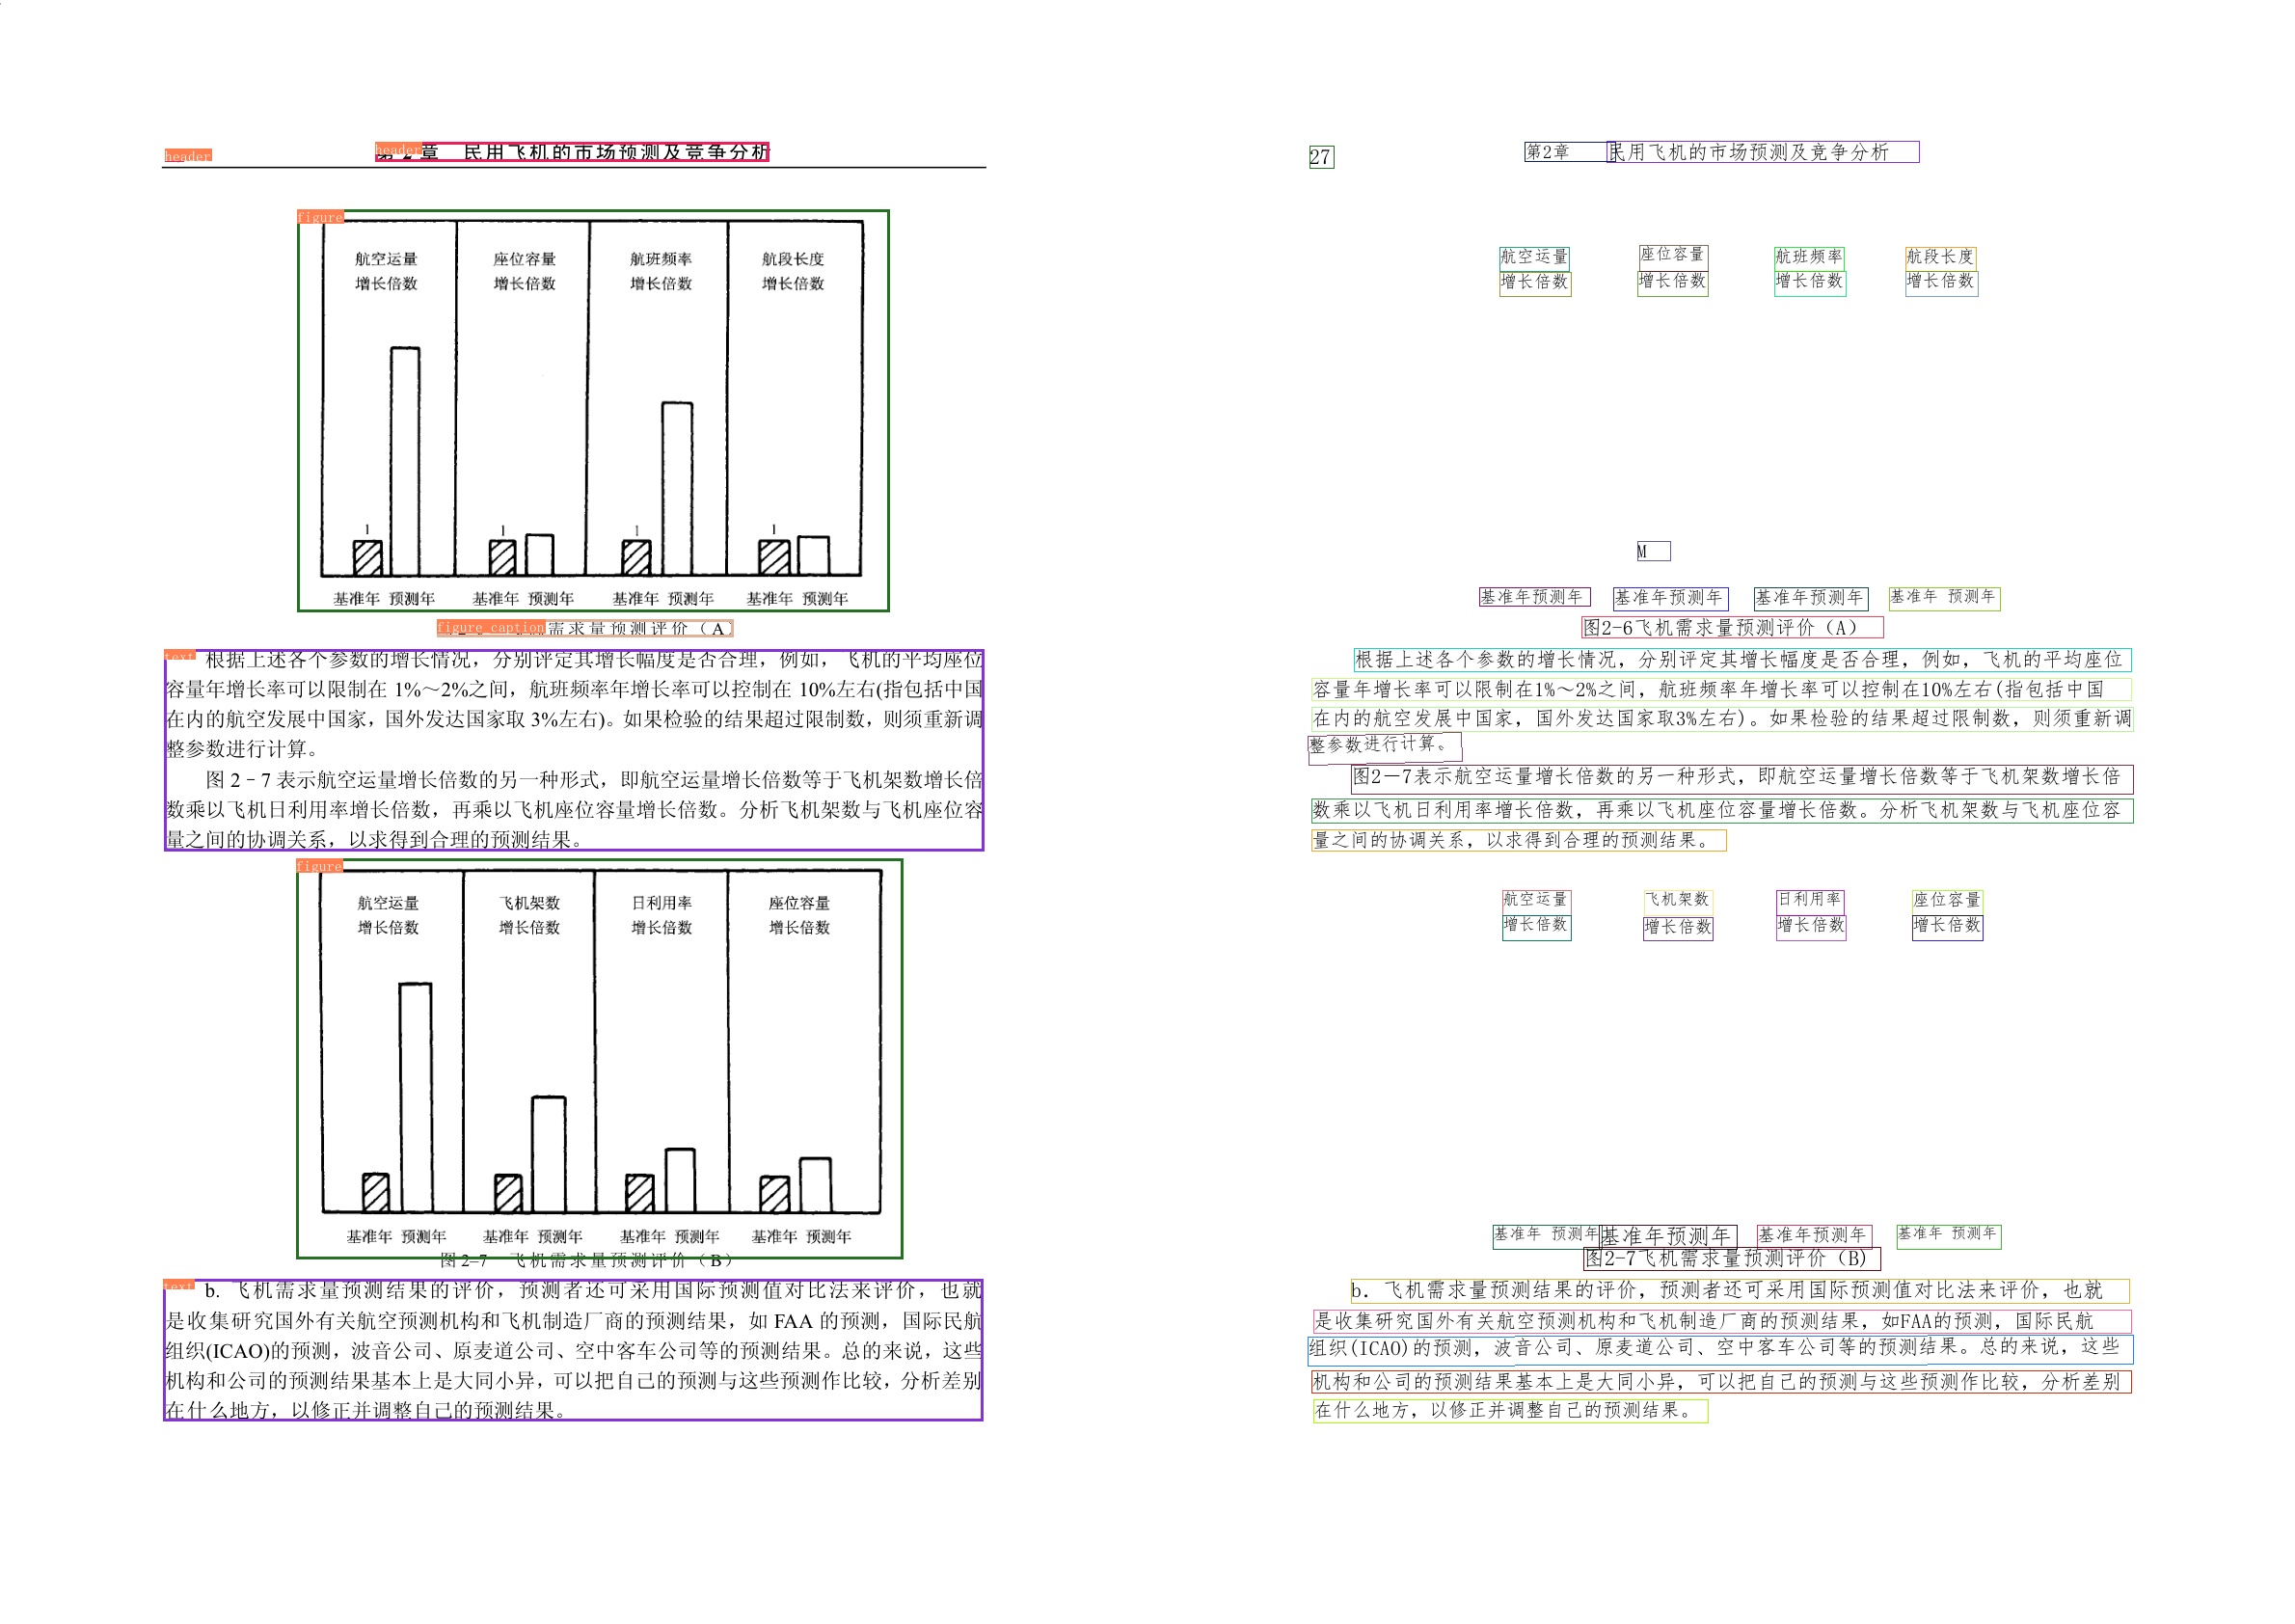 header
header 章 民用飞机的市场预测及竞争分析
figure
航空运量 座位容量 航班频率 航段长度
增长倍数 增长倍数 增长倍数 增长倍数
1 1 1 1
基准年 预测年 基准年 预测年 基准年 预测年 基准年 预测年
figure_caption 需求量预测评价（A）
text 根据上述各个参数的增长情况，分别评定其增长幅度是否合理，例如，飞机的平均座位
容量年增长率可以限制在 1%～2%之间，航班频率年增长率可以控制在 10%左右(指包括中国
在内的航空发展中国家，国外发达国家取 3%左右)。如果检验的结果超过限制数，则须重新调
整参数进行计算。
图 2–7 表示航空运量增长倍数的另一种形式，即航空运量增长倍数等于飞机架数增长倍
数乘以飞机日利用率增长倍数，再乘以飞机座位容量增长倍数。分析飞机架数与飞机座位容
量之间的协调关系，以求得到合理的预测结果。
figure
航空运量 飞机架数 日利用率 座位容量
增长倍数 增长倍数 增长倍数 增长倍数
基准年 预测年 基准年 预测年 基准年 预测年 基准年 预测年
图 2–7 飞机需求量预测评价（B）
text b. 飞机需求量预测结果的评价，预测者还可采用国际预测值对比法来评价，也就
是收集研究国外有关航空预测机构和飞机制造厂商的预测结果，如 FAA 的预测，国际民航
组织(ICAO)的预测，波音公司、原麦道公司、空中客车公司等的预测结果。总的来说，这些
机构和公司的预测结果基本上是大同小异，可以把自己的预测与这些预测作比较，分析差别
在什么地方，以修正并调整自己的预测结果。
27 第2章 民用飞机的市场预测及竞争分析
航空运量 座位容量 航班频率 航段长度
增长倍数 增长倍数 增长倍数 增长倍数
M
基准年预测年 基准年预测年 基准年预测年 基准年 预测年
图2-6飞机需求量预测评价（A）
根据上述各个参数的增长情况，分别评定其增长幅度是否合理，例如，飞机的平均座位
容量年增长率可以限制在1%～2%之间，航班频率年增长率可以控制在10%左右(指包括中国
在内的航空发展中国家，国外发达国家取3%左右)。如果检验的结果超过限制数，则须重新调
整参数进行计算。
图2－7表示航空运量增长倍数的另一种形式，即航空运量增长倍数等于飞机架数增长倍
数乘以飞机日利用率增长倍数，再乘以飞机座位容量增长倍数。分析飞机架数与飞机座位容
量之间的协调关系，以求得到合理的预测结果。
航空运量 飞机架数 日利用率 座位容量
增长倍数 增长倍数 增长倍数 增长倍数
基准年 预测年 基准年预测年 基准年预测年 基准年 预测年
图2-7飞机需求量预测评价（B)
b．飞机需求量预测结果的评价，预测者还可采用国际预测值对比法来评价，也就
是收集研究国外有关航空预测机构和飞机制造厂商的预测结果，如FAA的预测，国际民航
组织(ICAO)的预测，波音公司、原麦道公司、空中客车公司等的预测结果。总的来说，这些
机构和公司的预测结果基本上是大同小异，可以把自己的预测与这些预测作比较，分析差别
在什么地方，以修正并调整自己的预测结果。